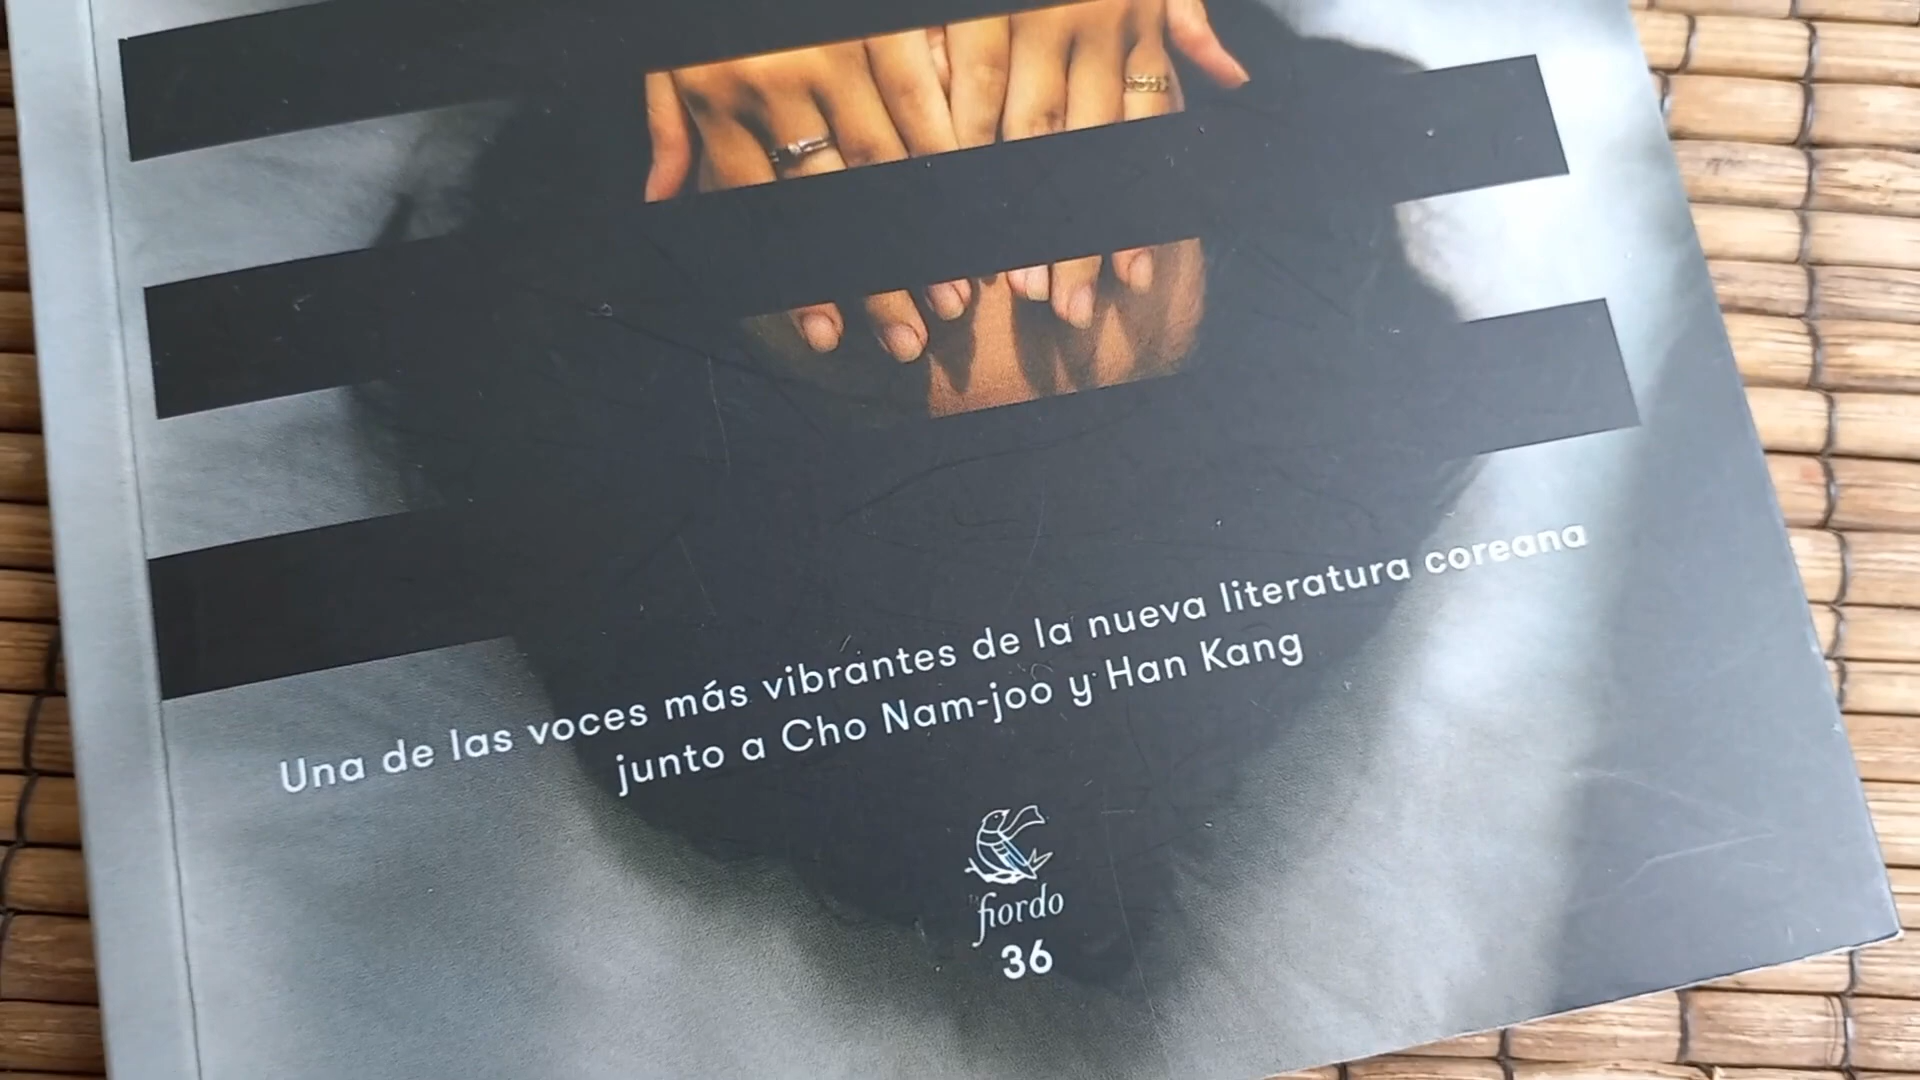 Una de las voces más vibrantes de la nueva literatura coreana
junto a Cho Nam-joo y Han Kang
fiordo
36